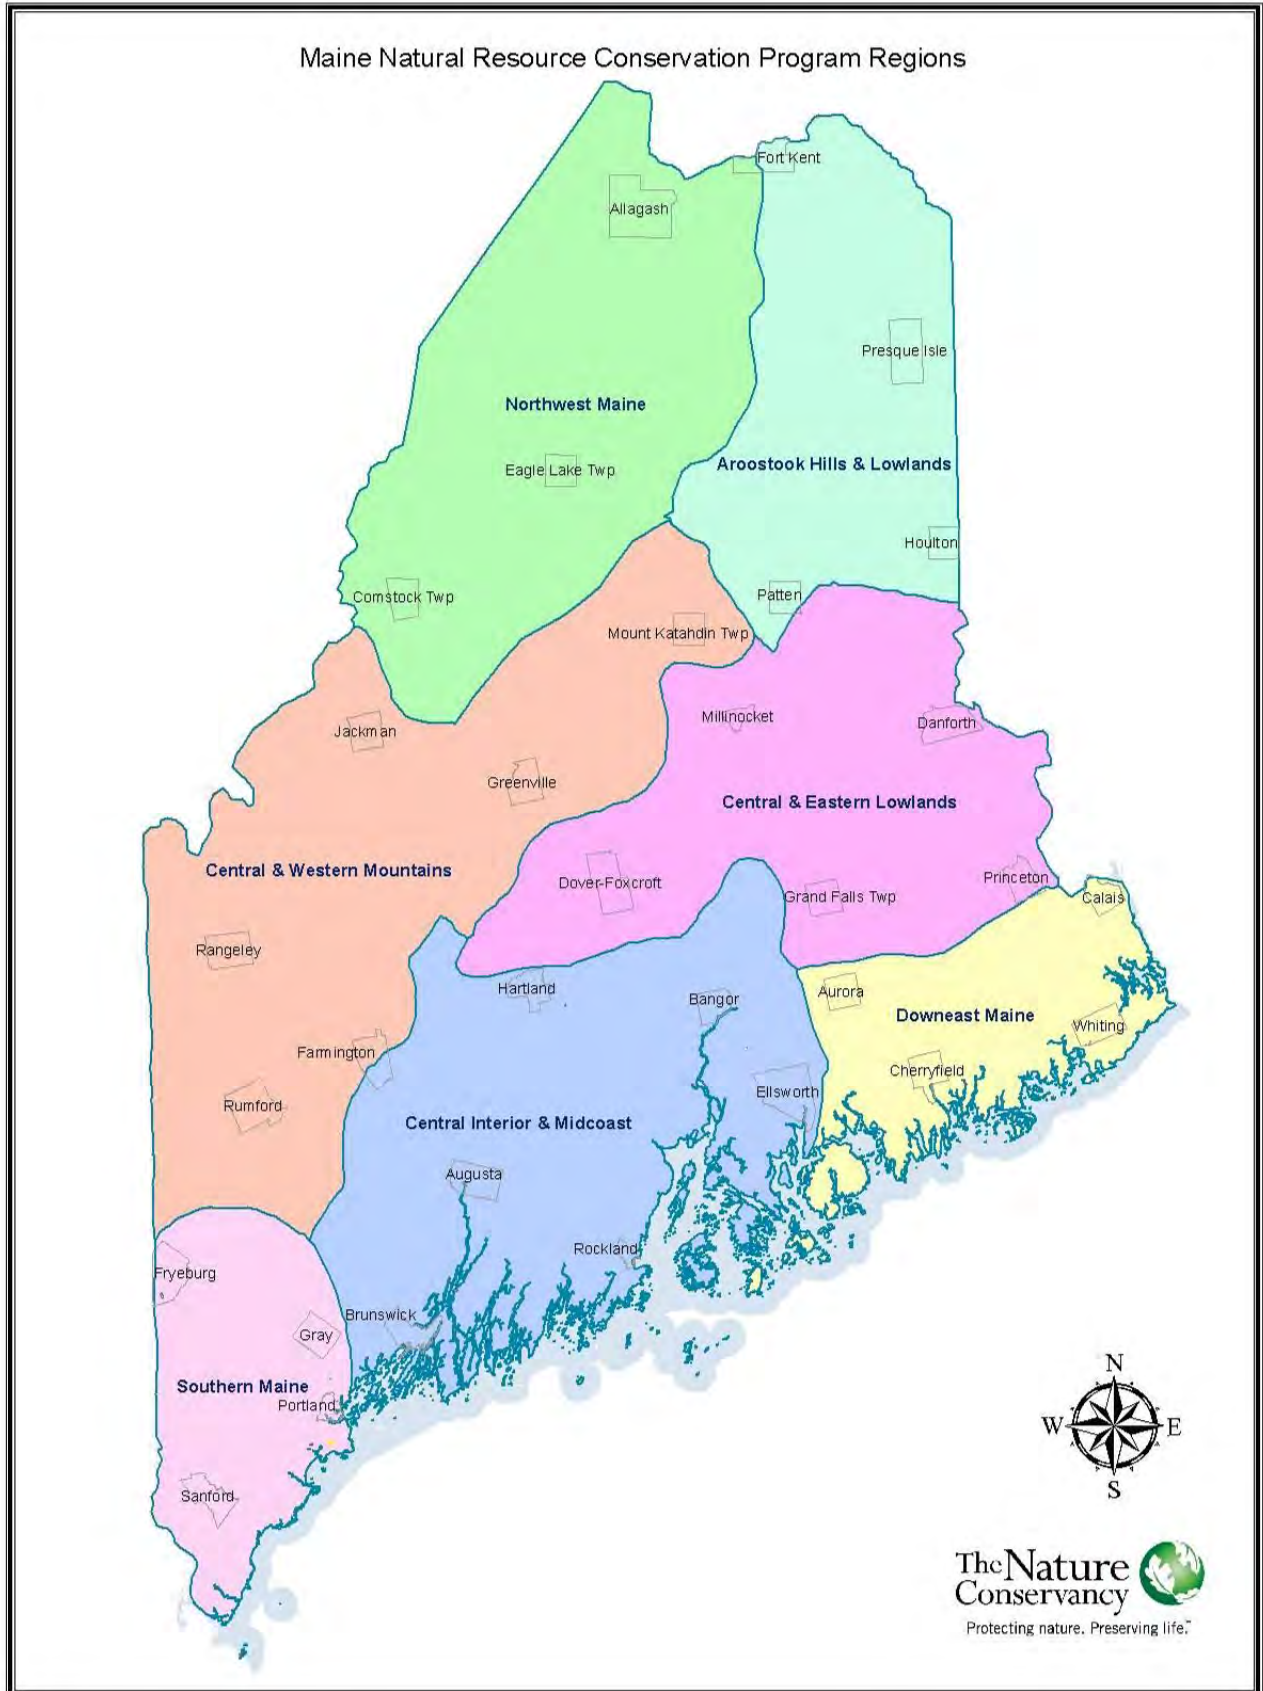 Maine Natural Resource Conservation Program Regions
Fort Kent
Allagash
Presque Isle
Northwest Maine
Aroostook Hills & Lowlands
Eagle Lake Twp
Houlton
Comstock Twp
Patten
Mount Katahdin Twp
Millinocket
Danforth
Jackman
Greenville
Central & Eastern Lowlands
Central & Western Mountains
Dover-Foxcroft
Princeton
Grand Falls Twp
Calais
Rangeley
Hartland
Aurora
Bangor
Downeast Maine
Whiting
Farmington
Cherryfield
Ellsworth
Rumford
Central Interior & Midcoast
Augusta
Rockland
Fryeburg
Brunswick
Gray
Southern Maine
Portland
Sanford
N
W
E
S
The Nature
Conservancy
Protecting nature. Preserving life.™